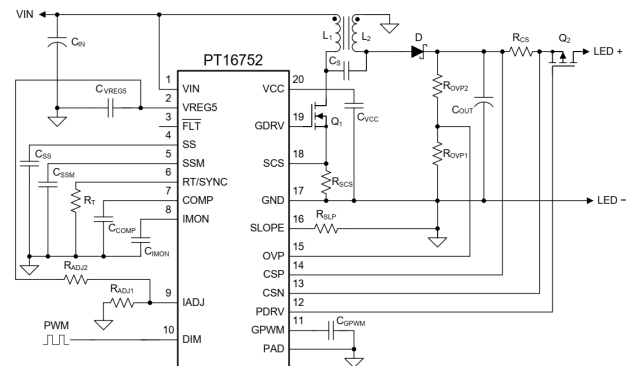 VIN
CIN
L1
L2
D
RCS
Q2
LED +
PT16752
CS
CVREG5
1
VIN
VCC
20
ROVP2
2
VREG5
CVCC
Q1
COUT
3
FLT
GDRV
19
4
SS
CSS
5
SSM
SCS
18
ROVP1
CSSM
6
RT/SYNC
RSCS
RT
7
COMP
GND
17
LED −
8
IMON
CCOMP
CIMON
SLOPE
16
RSLP
OVP
15
RADJ2
CSP
14
RADJ1
9
IADJ
CSN
13
PDRV
12
PWM
10
DIM
GPWM
11
CGPWM
PAD